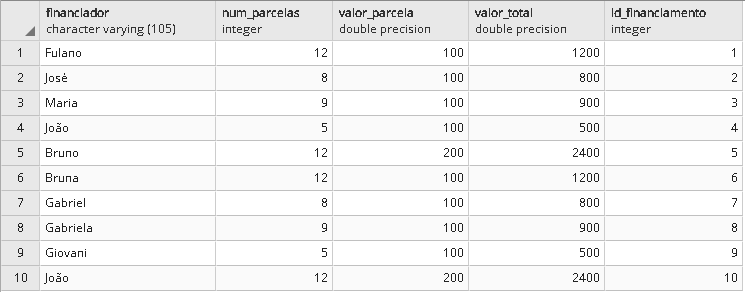 financiador num_parcelas valor_parcela valor_total id_financiamento
character varying (105) integer double precision double precision integer
1 Fulano 12 100 1200 1
2 José 8 100 800 2
3 Maria 9 100 900 3
4 João 5 100 500 4
5 Bruno 12 200 2400 5
6 Bruna 12 100 1200 6
7 Gabriel 8 100 800 7
8 Gabriela 9 100 900 8
9 Giovani 5 100 500 9
10 João 12 200 2400 10